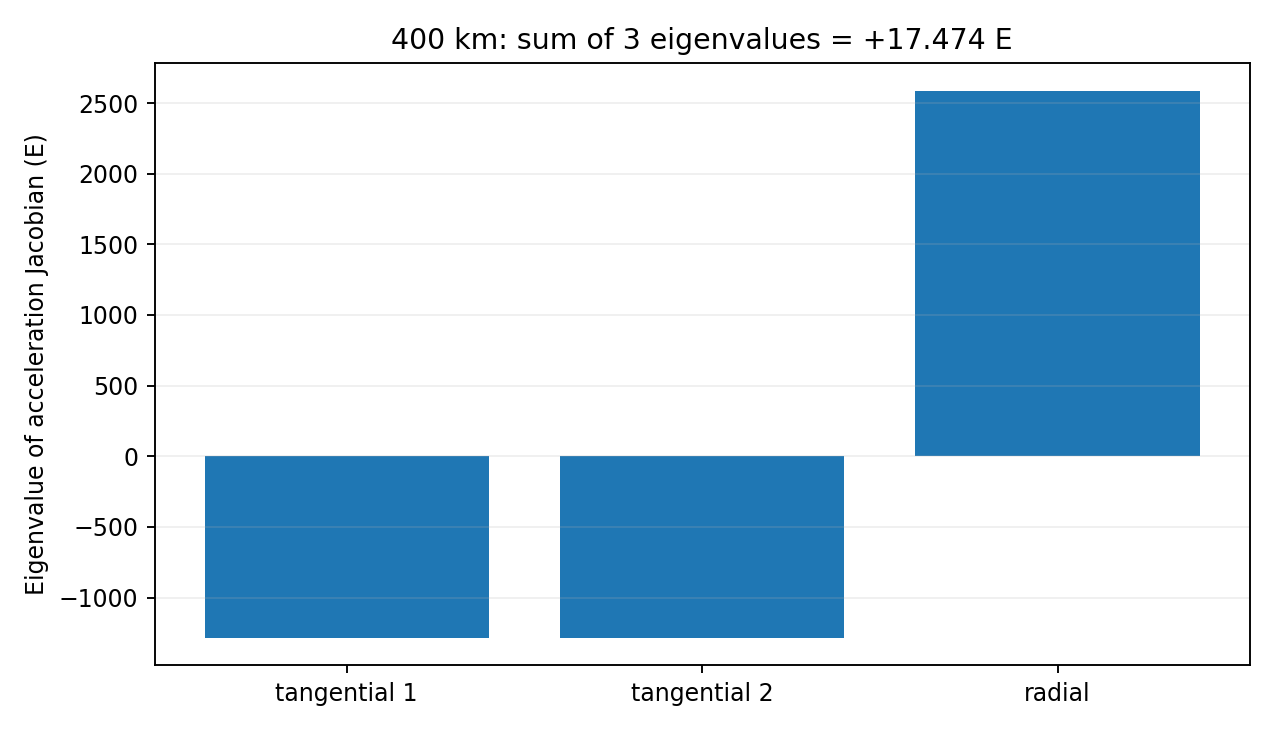 400 km: sum of 3 eigenvalues = +17.474 E
Eigenvalue of acceleration Jacobian (E)
2500
2000
1500
1000
500
0
−500
−1000
tangential 1
tangential 2
radial